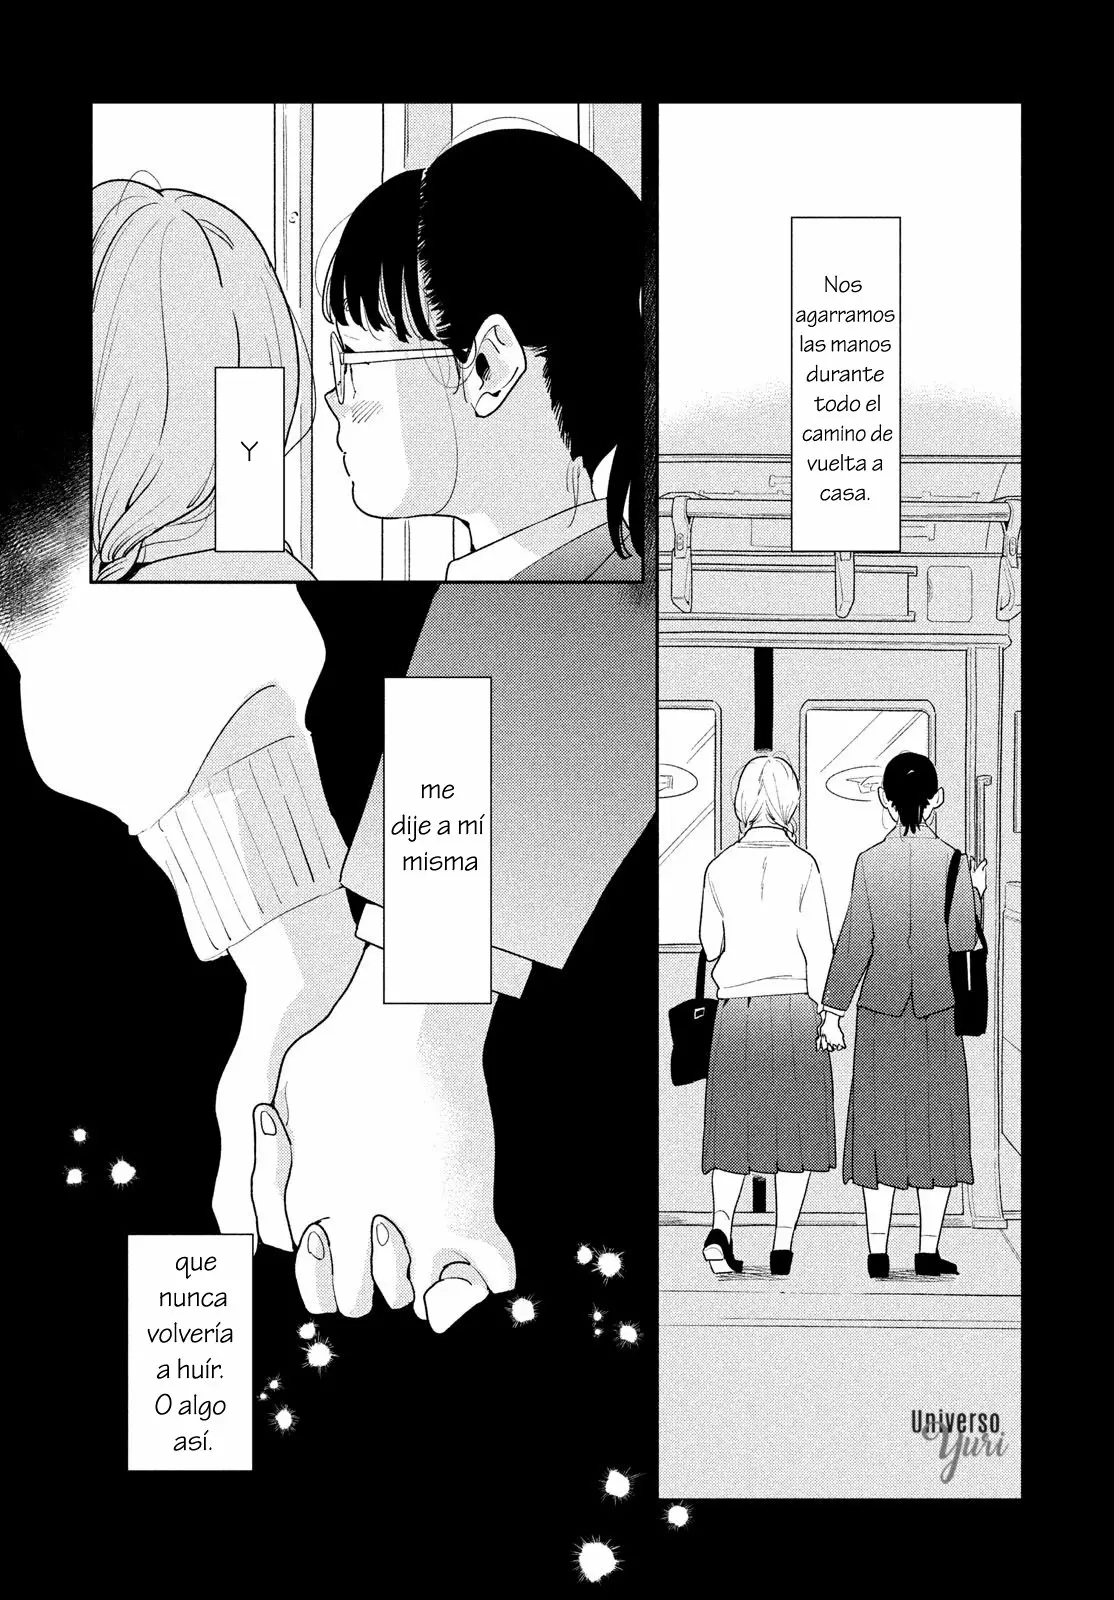 Nos
agarramos
las manos
durante
todo el
camino de
vuelta a
casa.
Y
me
dije a mí
misma
que
nunca
volvería
a huír.
O algo
así.
Universo
Yuri